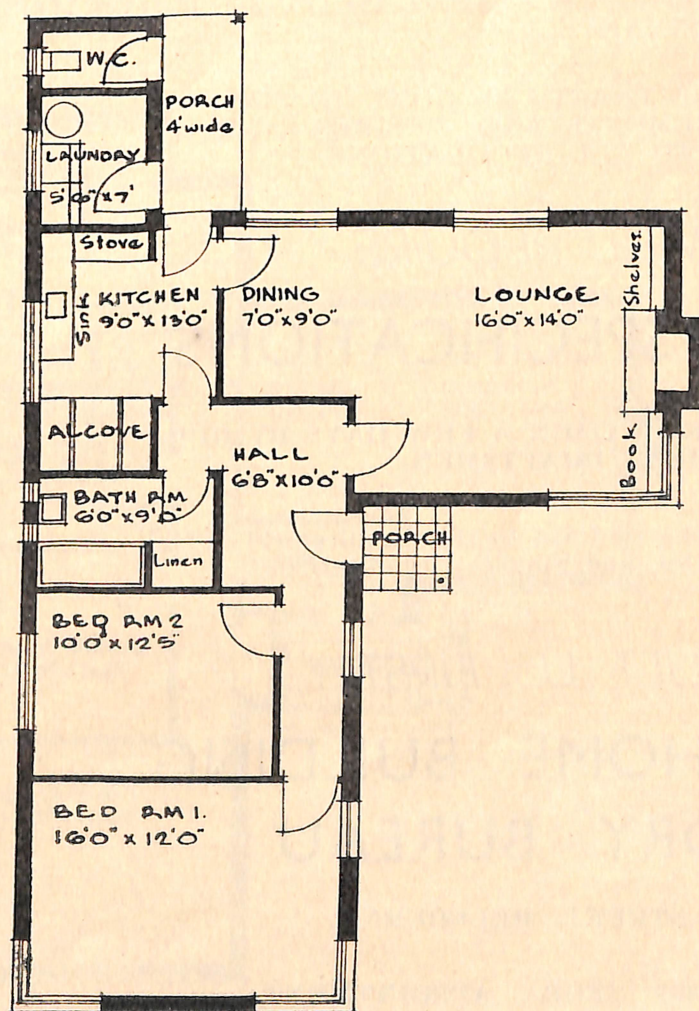 W.C.
PORCH
4' wide
LAUNDRY
5'6" x 7'
Stove
Sink
KITCHEN
9'0" x 13'0"
DINING
7'0" x 9'0"
LOUNGE
16'0" x 14'0"
Shelves
Book
ALCOVE
HALL
6'8" x 10'0"
BATH RM
6'0" x 9'0"
Linen
PORCH
BED RM 2
10'0" x 12'5"
BED RM 1.
16'0" x 12'0"